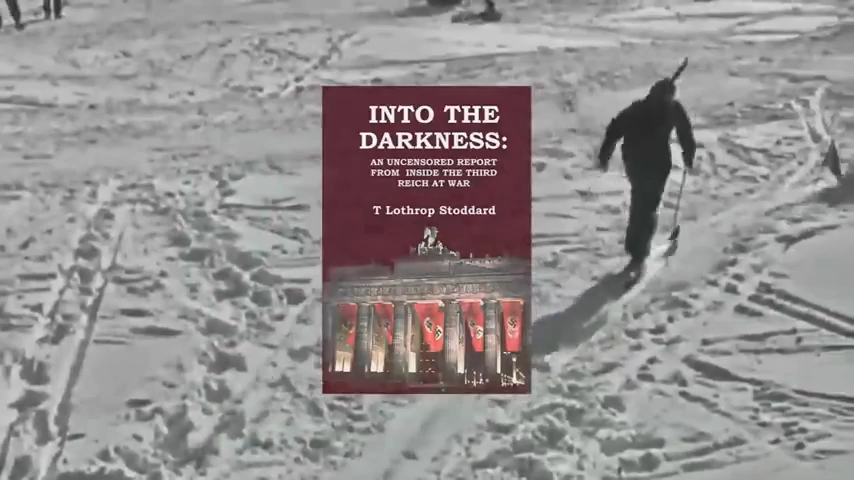 INTO THE
DARKNESS:
AN UNCENSORED REPORT
FROM INSIDE THE THIRD
REICH AT WAR
T Lothrop Stoddard